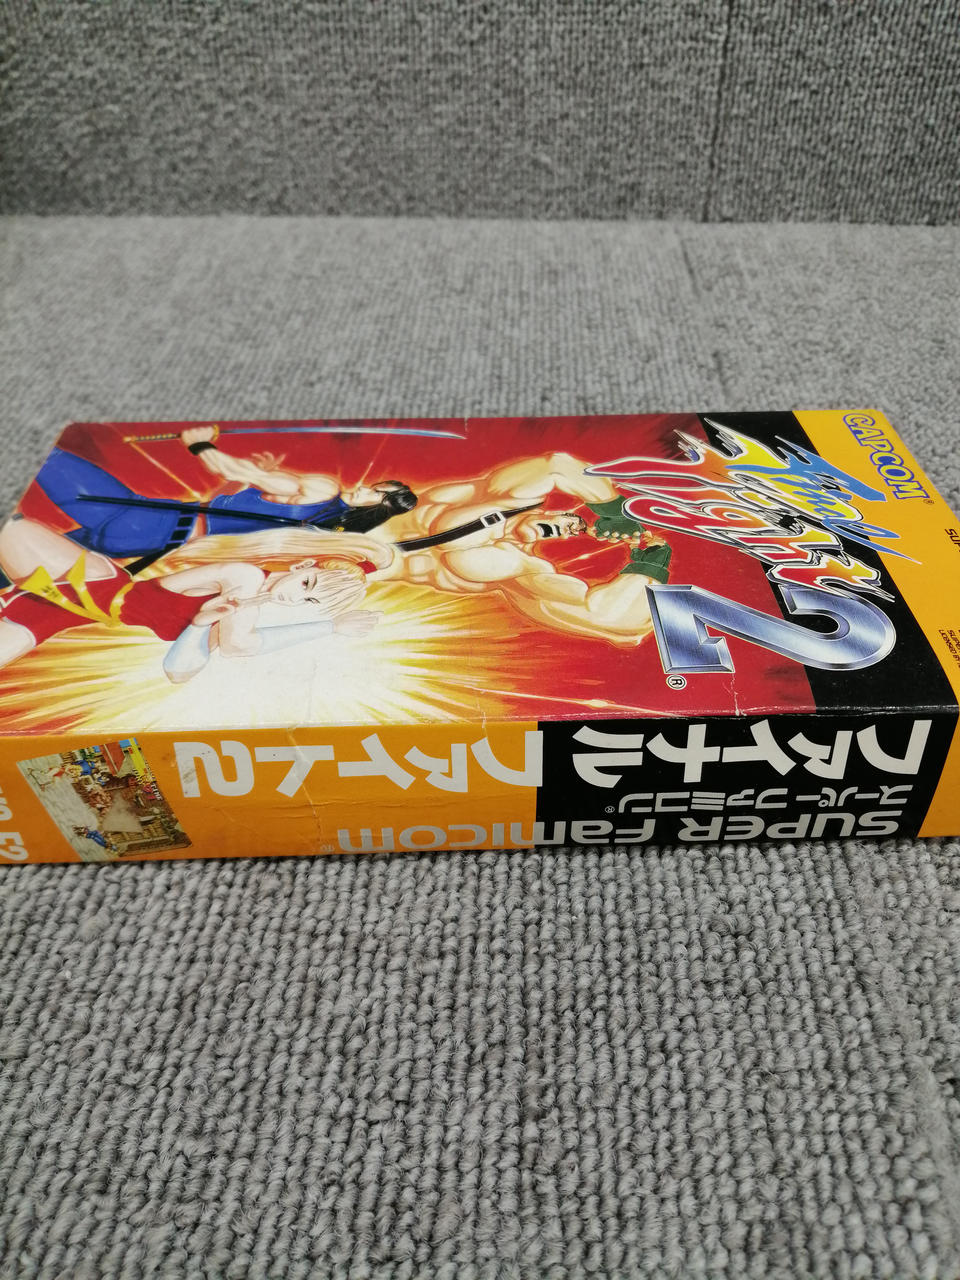 CAPCOM®
Final
Fight
2®
ファイナル ファイト2
スーパー ファミコン®
SUPER FAMICOM®